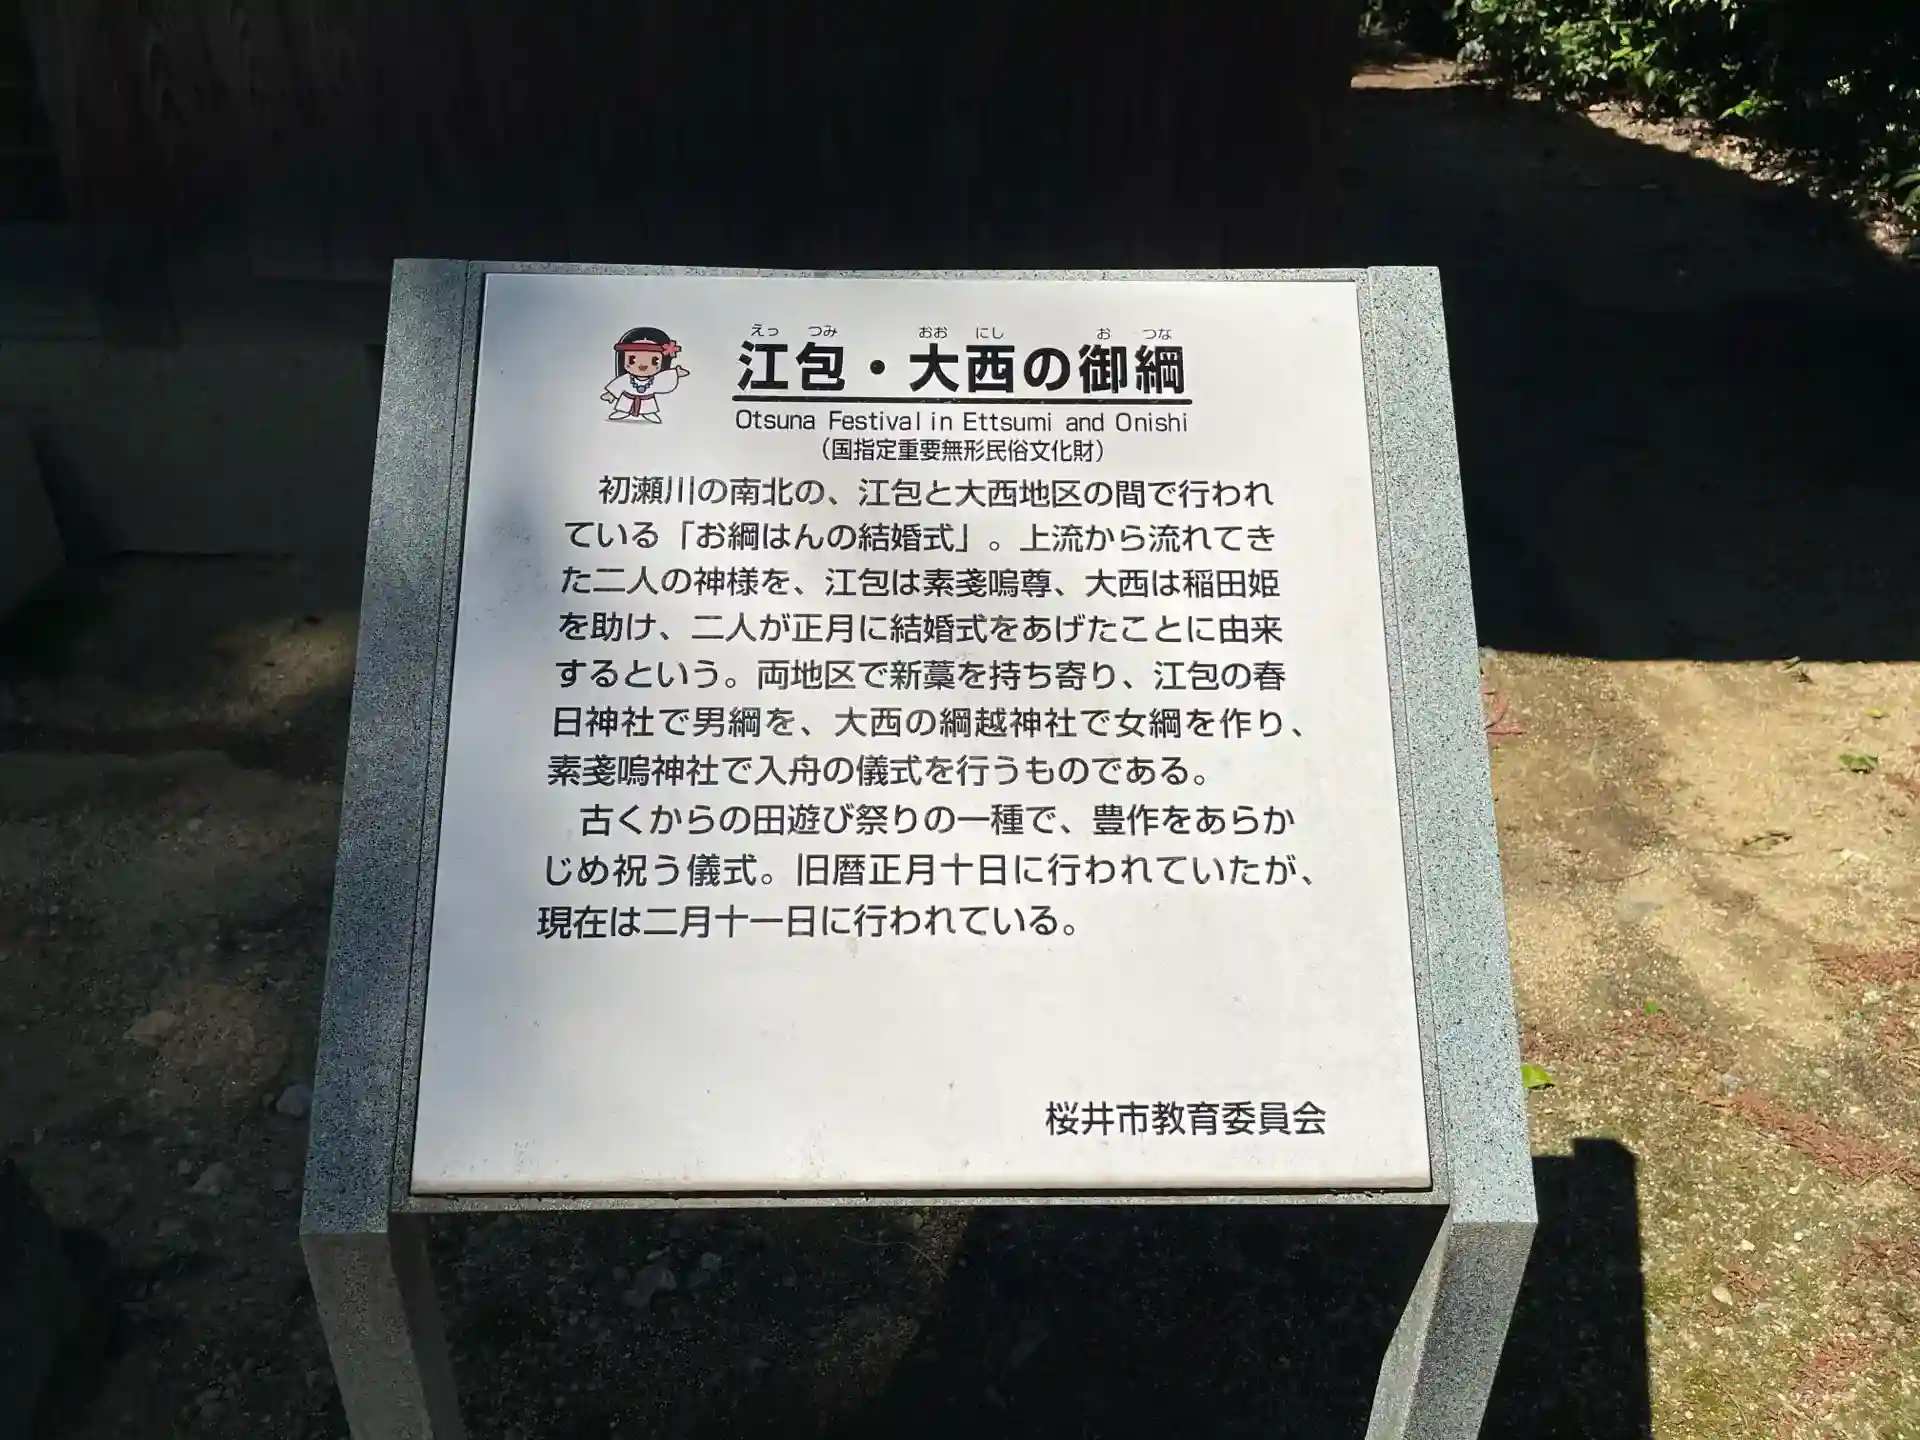 えっ つみ おお にし お つな
江包・大西の御綱
Otsuna Festival in Ettsumi and Onishi
（国指定重要無形民俗文化財）
初瀬川の南北の、江包と大西地区の間で行われ
ている「お綱はんの結婚式」。上流から流れてき
た二人の神様を、江包は素戔嗚尊、大西は稲田姫
を助け、二人が正月に結婚式をあげたことに由来
するという。両地区で新藁を持ち寄り、江包の春
日神社で男綱を、大西の綱越神社で女綱を作り、
素戔嗚神社で入舟の儀式を行うものである。
古くからの田遊び祭りの一種で、豊作をあらか
じめ祝う儀式。旧暦正月十日に行われていたが、
現在は二月十一日に行われている。
桜井市教育委員会